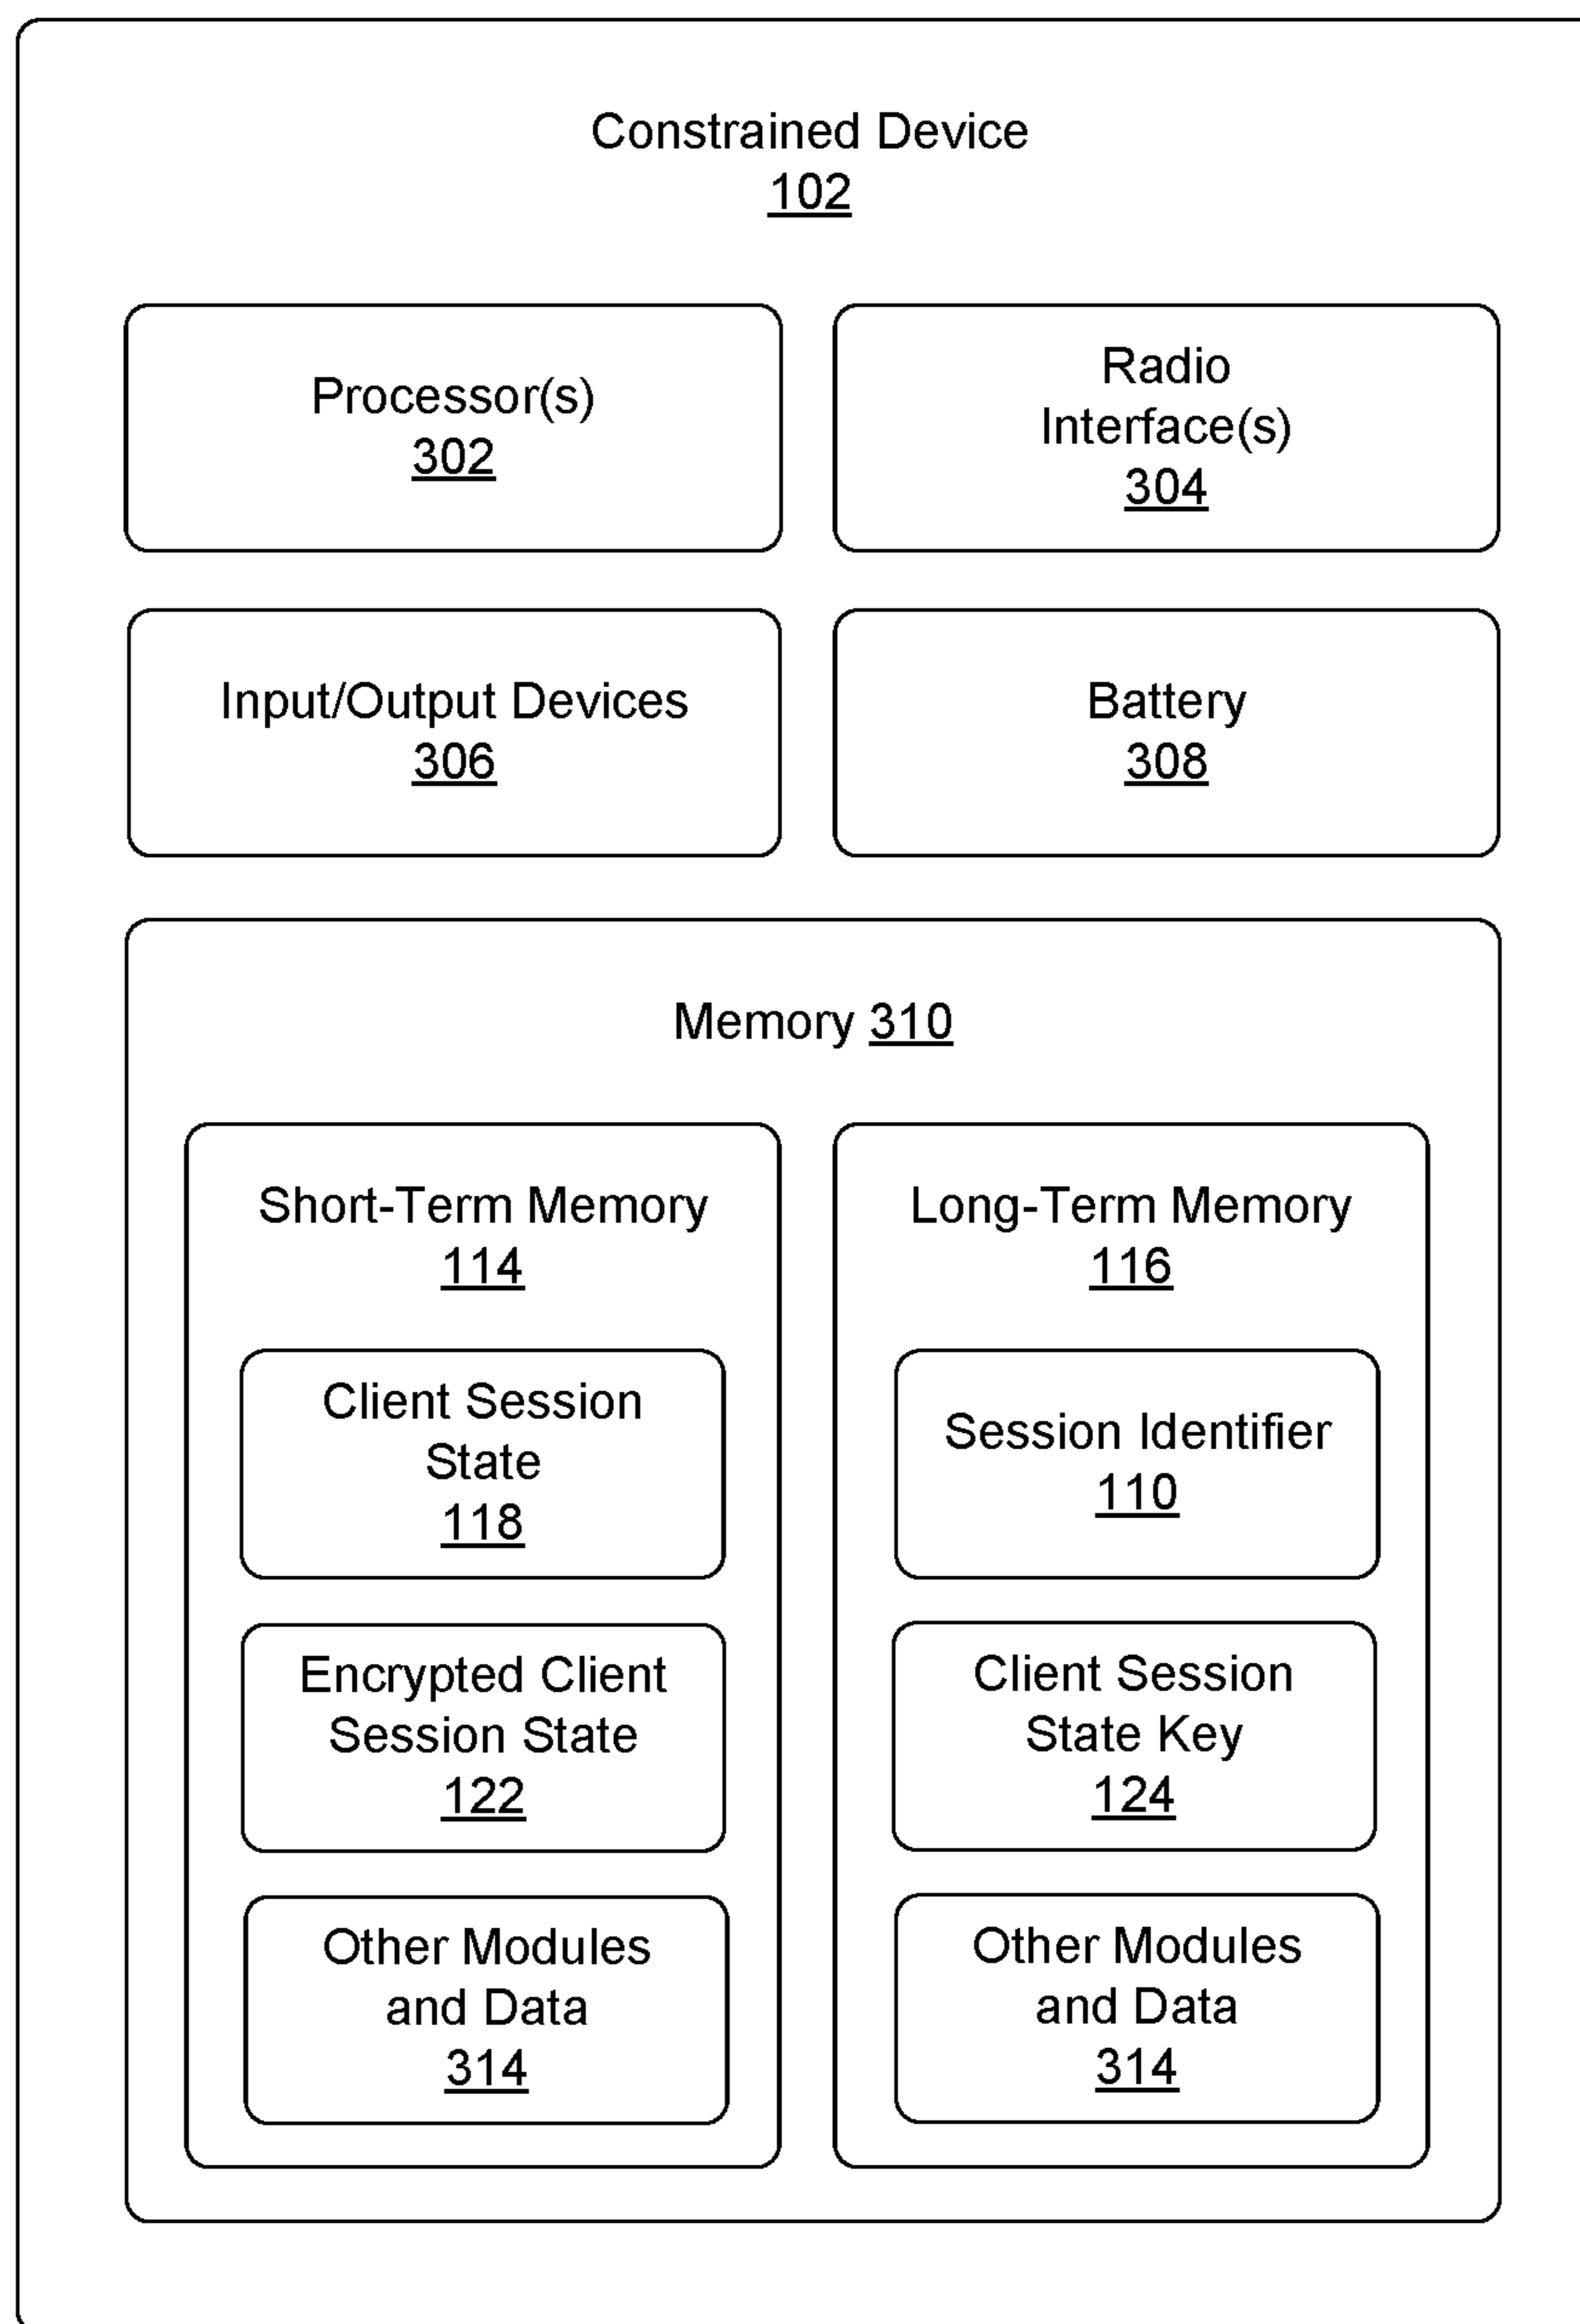 Constrained Device
102
Processor(s)
302
Radio
Interface(s)
304
Input/Output Devices
306
Battery
308
Memory 310
Short-Term Memory
114
Client Session
State
118
Encrypted Client
Session State
122
Other Modules
and Data
314
Long-Term Memory
116
Session Identifier
110
Client Session
State Key
124
Other Modules
and Data
314